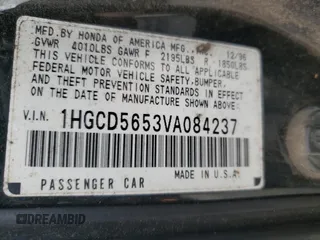 MFD.BY HONDA OF AMERICA MFG., 12/96
GVWR 4010LBS GAWR F 2195LBS R 1850LBS
THIS VEHICLE CONFORMS TO ALL APPLICABLE
FEDERAL MOTOR VEHICLE SAFETY,BUMPER,
AND THEFT PREVENTION STANDARDS IN EFFECT
ON THE DATE OF MANUFACTURE SHOWN ABOVE.
V.I.N. 1HGCD5653VA084237
MADE IN U.S.A.
PASSENGER CAR
DREAMBID